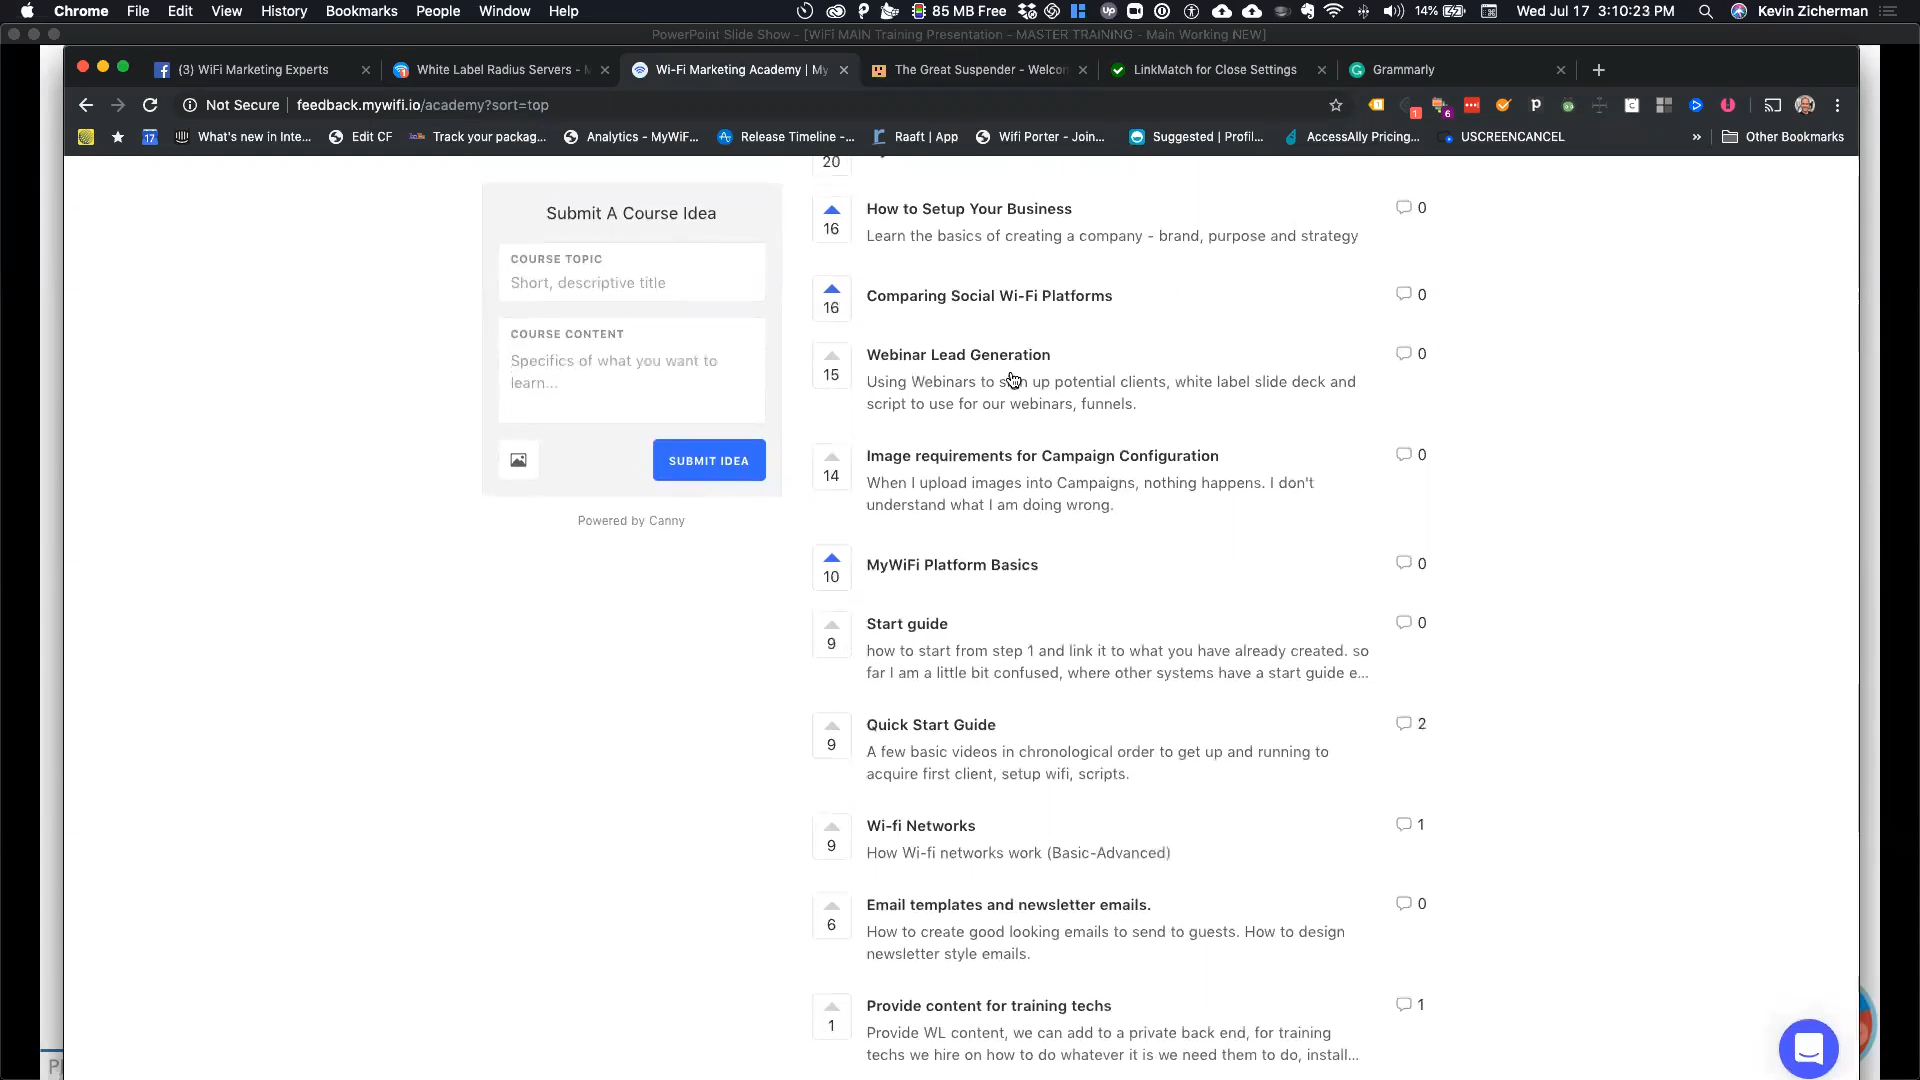 Chrome File Edit View History Bookmarks People Window Help 85 MB Free 14% Wed Jul 17 3:10:23 PM Kevin Zicherman
PowerPoint Slide Show - [WiFi MAIN Training Presentation - MASTER TRAINING - Main Working NEW]
(3) WiFi Marketing Experts
White Label Radius Servers - M
Wi-Fi Marketing Academy | My
The Great Suspender - Welcon
LinkMatch for Close Settings
Grammarly
Not Secure feedback.mywifi.io/academy?sort=top
1 6
17 What's new in Inte... Edit CF Track your packag... Analytics - MyWiF... Release Timeline -... Raaft | App Wifi Porter - Join... Suggested | Profil... AccessAlly Pricing... USCREENCANCEL » Other Bookmarks
Submit A Course Idea
COURSE TOPIC
Short, descriptive title
COURSE CONTENT
Specifics of what you want to
learn...
SUBMIT IDEA
Powered by Canny
20
16
How to Setup Your Business
0
Learn the basics of creating a company - brand, purpose and strategy
16
Comparing Social Wi-Fi Platforms
0
15
Webinar Lead Generation
0
Using Webinars to sign up potential clients, white label slide deck and
script to use for our webinars, funnels.
14
Image requirements for Campaign Configuration
0
When I upload images into Campaigns, nothing happens. I don't
understand what I am doing wrong.
10
MyWiFi Platform Basics
0
9
Start guide
0
how to start from step 1 and link it to what you have already created. so
far I am a little bit confused, where other systems have a start guide e...
9
Quick Start Guide
2
A few basic videos in chronological order to get up and running to
acquire first client, setup wifi, scripts.
9
Wi-fi Networks
1
How Wi-fi networks work (Basic-Advanced)
6
Email templates and newsletter emails.
0
How to create good looking emails to send to guests. How to design
newsletter style emails.
1
Provide content for training techs
1
Provide WL content, we can add to a private back end, for training
techs we hire on how to do whatever it is we need them to do, install...